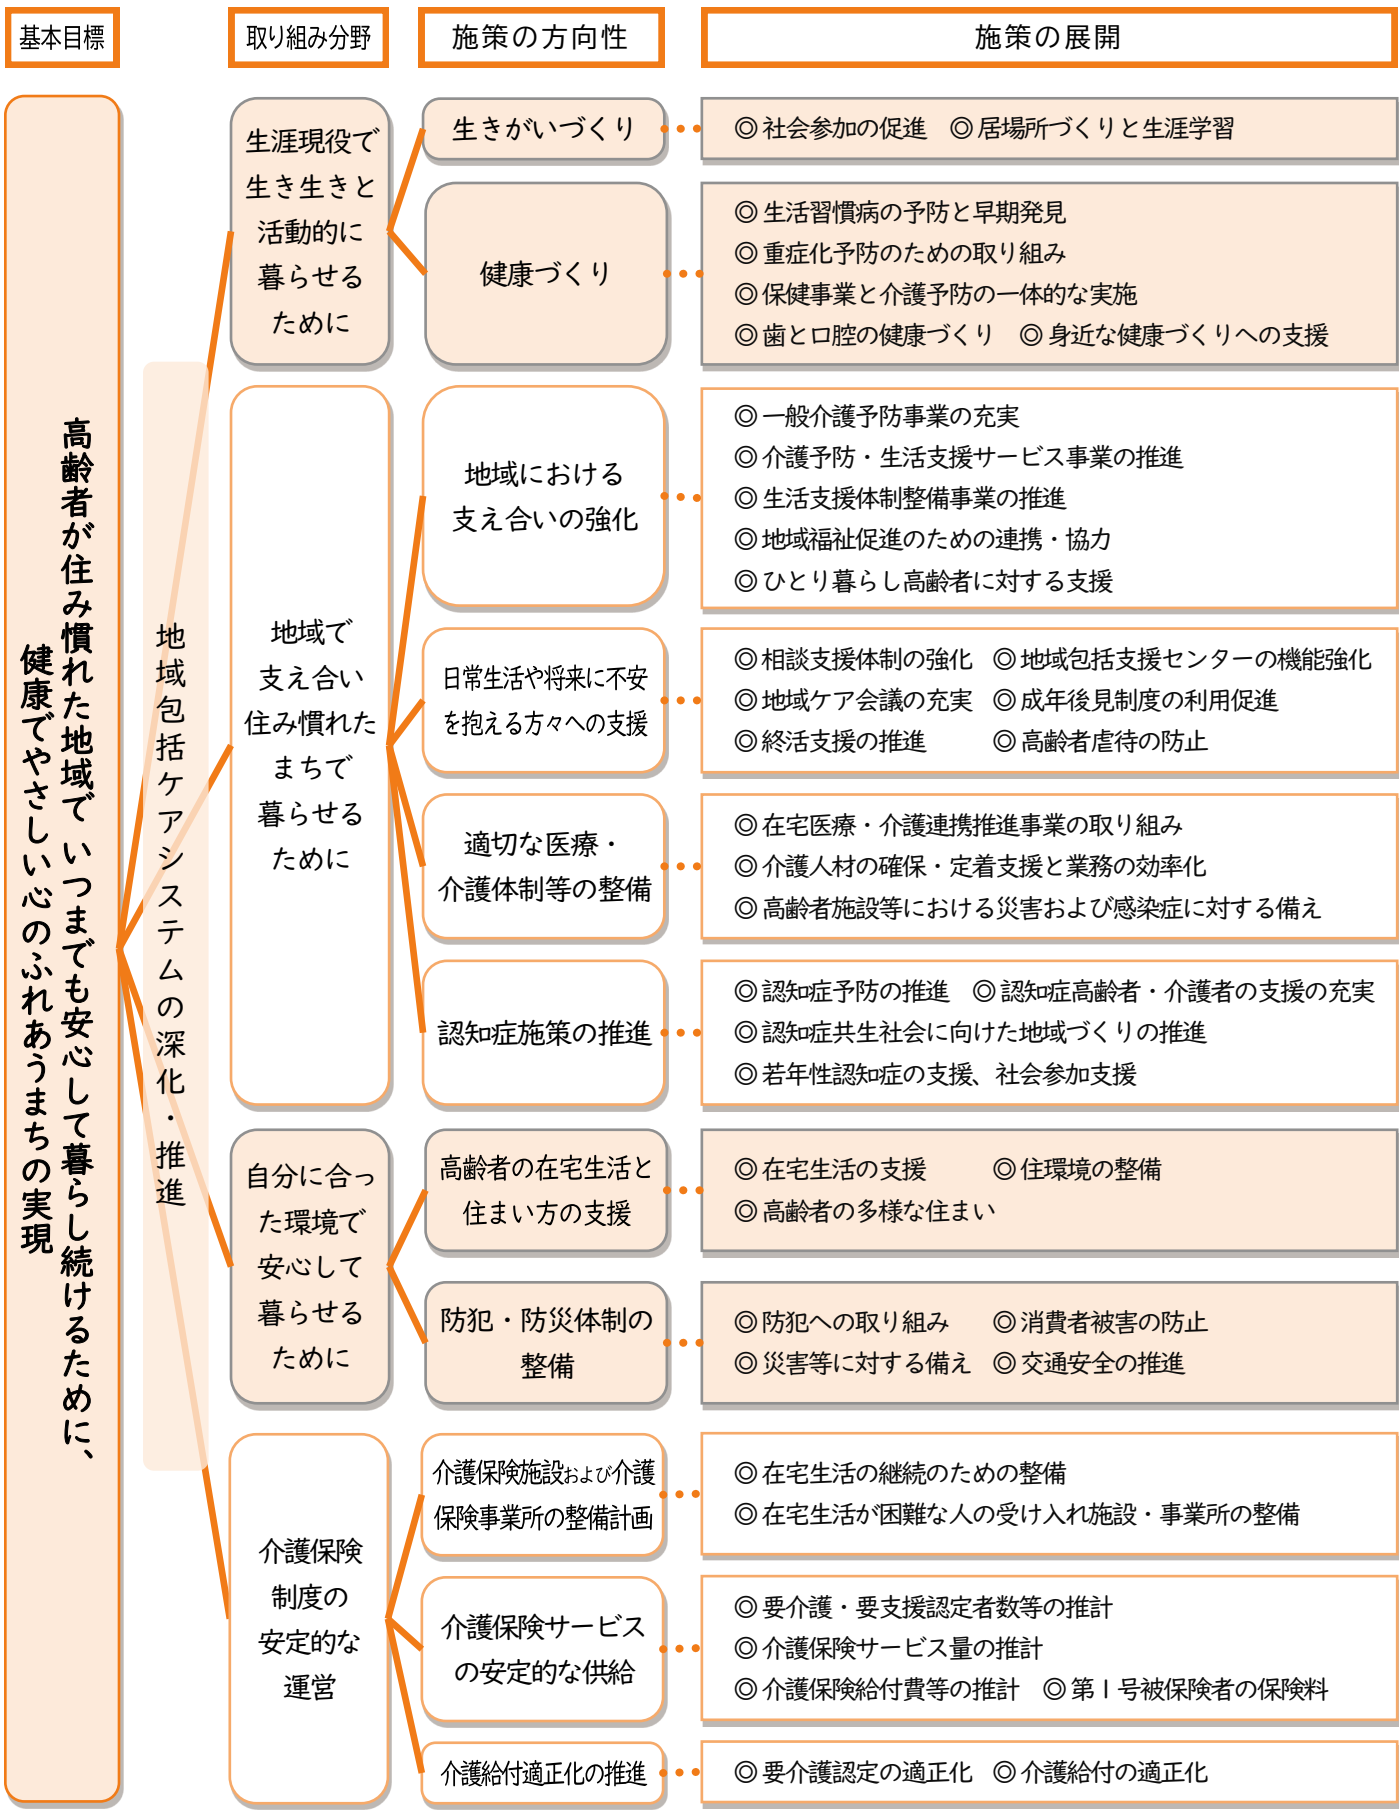 基本目標
取り組み分野
施策の方向性
施策の展開
高齢者が住み慣れた地域で いつまでも安心して暮らし続けるために、
健康でやさしい心のふれあうまちの実現
地域包括ケアシステムの深化・推進
生涯現役で
生き生きと
活動的に
暮らせる
ために
生きがいづくり
◎社会参加の促進 ◎居場所づくりと生涯学習
健康づくり
◎生活習慣病の予防と早期発見
◎重症化予防のための取り組み
◎保健事業と介護予防の一体的な実施
◎歯と口腔の健康づくり ◎身近な健康づくりへの支援
地域で
支え合い
住み慣れた
まちで
暮らせる
ために
地域における
支え合いの強化
◎一般介護予防事業の充実
◎介護予防・生活支援サービス事業の推進
◎生活支援体制整備事業の推進
◎地域福祉促進のための連携・協力
◎ひとり暮らし高齢者に対する支援
日常生活や将来に不安
を抱える方々への支援
◎相談支援体制の強化 ◎地域包括支援センターの機能強化
◎地域ケア会議の充実 ◎成年後見制度の利用促進
◎終活支援の推進 ◎高齢者虐待の防止
適切な医療・
介護体制等の整備
◎在宅医療・介護連携推進事業の取り組み
◎介護人材の確保・定着支援と業務の効率化
◎高齢者施設等における災害および感染症に対する備え
認知症施策の推進
◎認知症予防の推進 ◎認知症高齢者・介護者の支援の充実
◎認知症共生社会に向けた地域づくりの推進
◎若年性認知症の支援、社会参加支援
自分に合っ
た環境で
安心して
暮らせる
ために
高齢者の在宅生活と
住まい方の支援
◎在宅生活の支援 ◎住環境の整備
◎高齢者の多様な住まい
防犯・防災体制の
整備
◎防犯への取り組み ◎消費者被害の防止
◎災害等に対する備え ◎交通安全の推進
介護保険
制度の
安定的な
運営
介護保険施設および介護
保険事業所の整備計画
◎在宅生活の継続のための整備
◎在宅生活が困難な人の受け入れ施設・事業所の整備
介護保険サービス
の安定的な供給
◎要介護・要支援認定者数等の推計
◎介護保険サービス量の推計
◎介護保険給付費等の推計 ◎第1号被保険者の保険料
介護給付適正化の推進
◎要介護認定の適正化 ◎介護給付の適正化